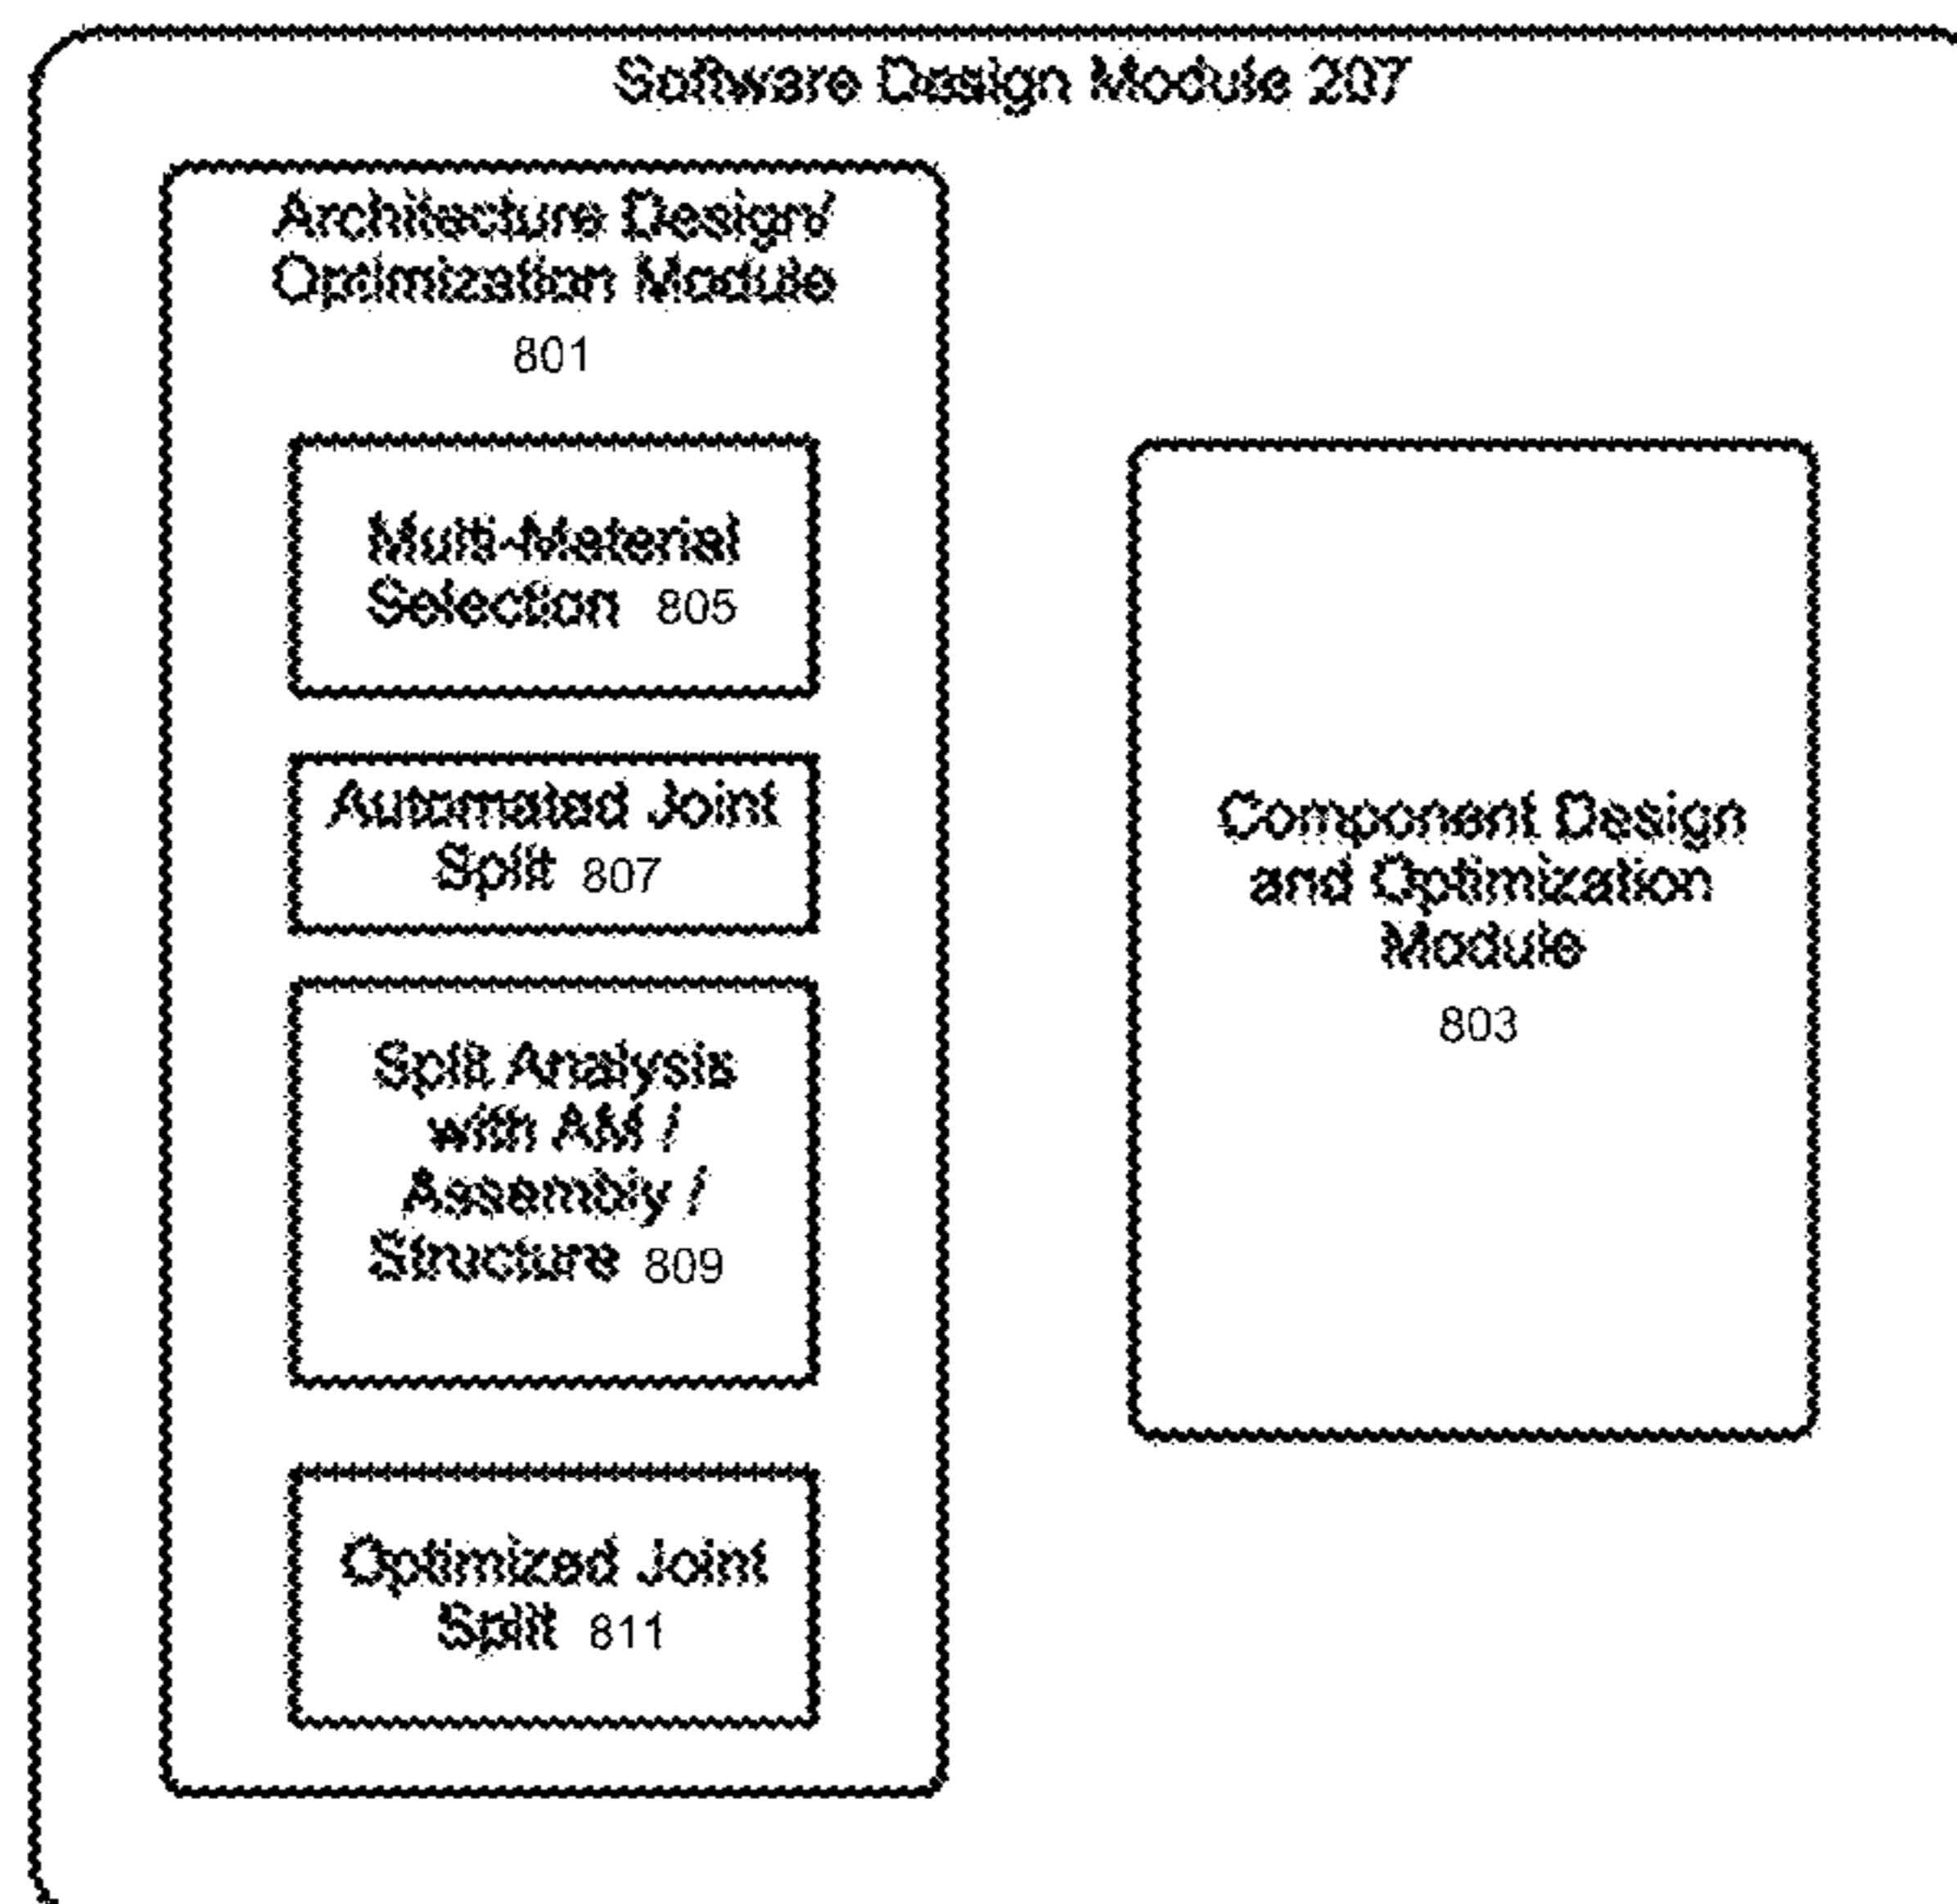 Software Design Module 207
Architecture Design/
Optimization Module
801
Multi-Material
Selection 805
Automated Joint
Split 807
Split Analysis
with AM /
Assembly /
Structure 809
Optimized Joint
Split 811
Component Design
and Optimization
Module
803